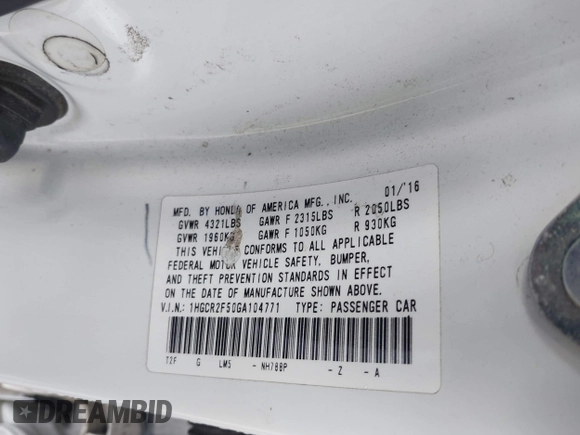 MFD. BY HONDA OF AMERICA MFG., INC. 01/'16
GVWR 4321LBS GAWR F 2315LBS R 2050LBS
GVWR 1960KG GAWR F 1050KG R 930KG
THIS VEHICLE CONFORMS TO ALL APPLICABLE
FEDERAL MOTOR VEHICLE SAFETY, BUMPER,
AND THEFT PREVENTION STANDARDS IN EFFECT
ON THE DATE OF MANUFACTURE SHOWN ABOVE.
V.I.N.: 1HGCR2F50GA104771 TYPE: PASSENGER CAR
T2F G LM5 - NH788P - Z - A
BIDFAX